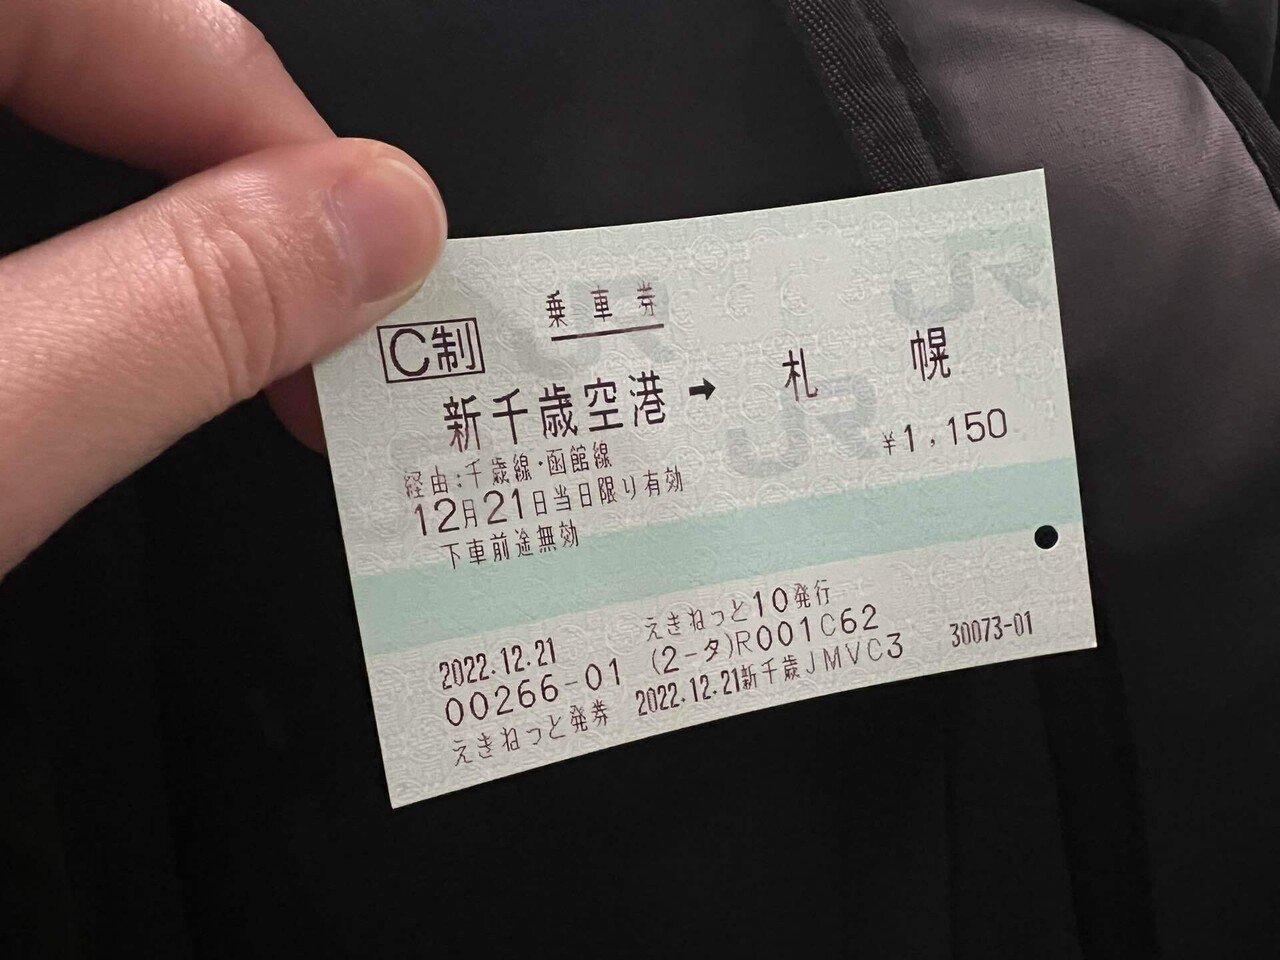 乗車券
C制
新千歳空港→札幌
経由:千歳線・函館線
¥1,150
12月21日当日限り有効
下車前途無効
2022.12.21
えきねっと10発行
00266-01
(2-タ)R001C62
えきねっと発券
2022.12.21新千歳JMVC3
30073-01
JR
JR
JR